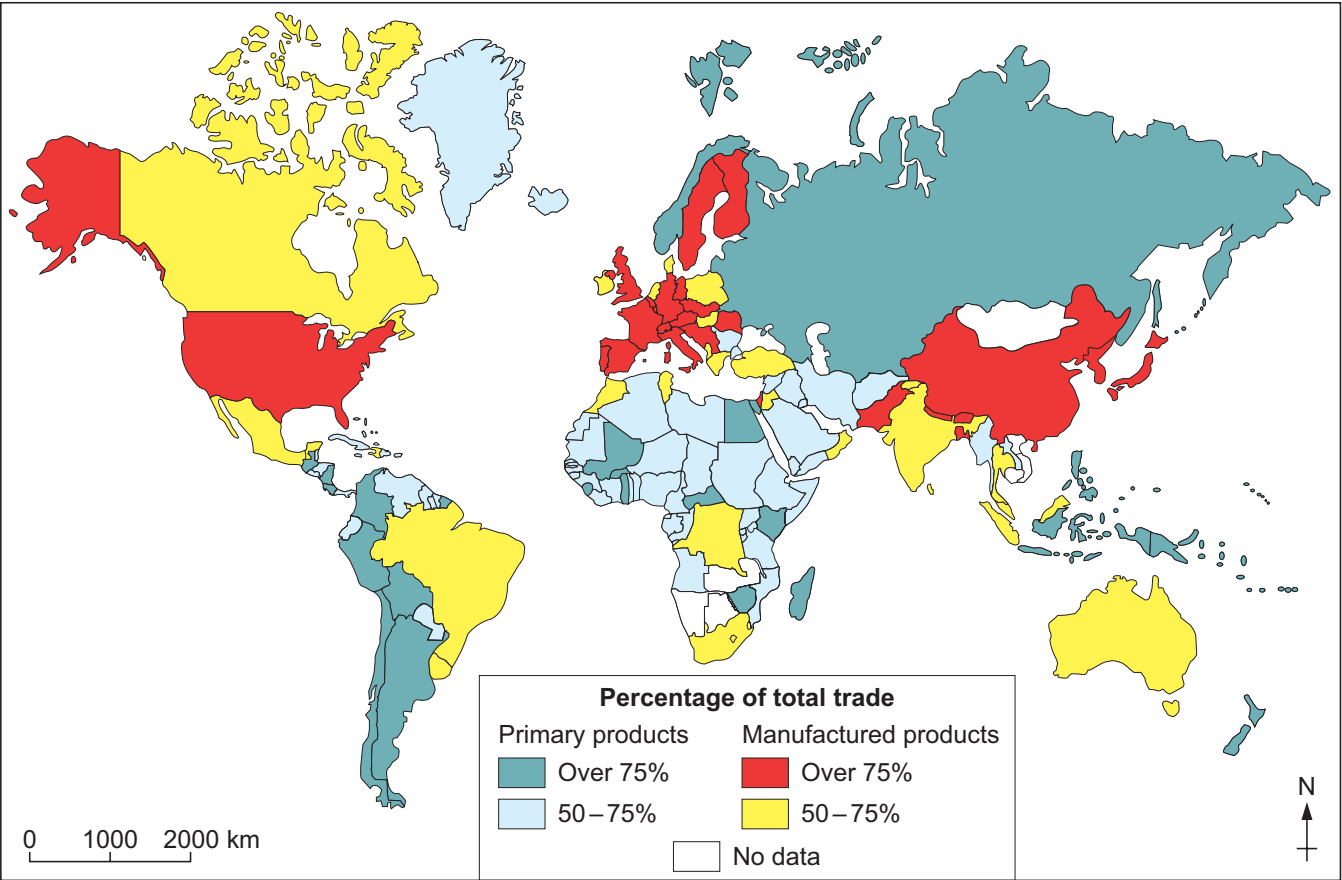 Percentage of total trade
Primary products Manufactured products
Over 75% Over 75%
50–75% 50–75%
No data
0 1000 2000 km
N